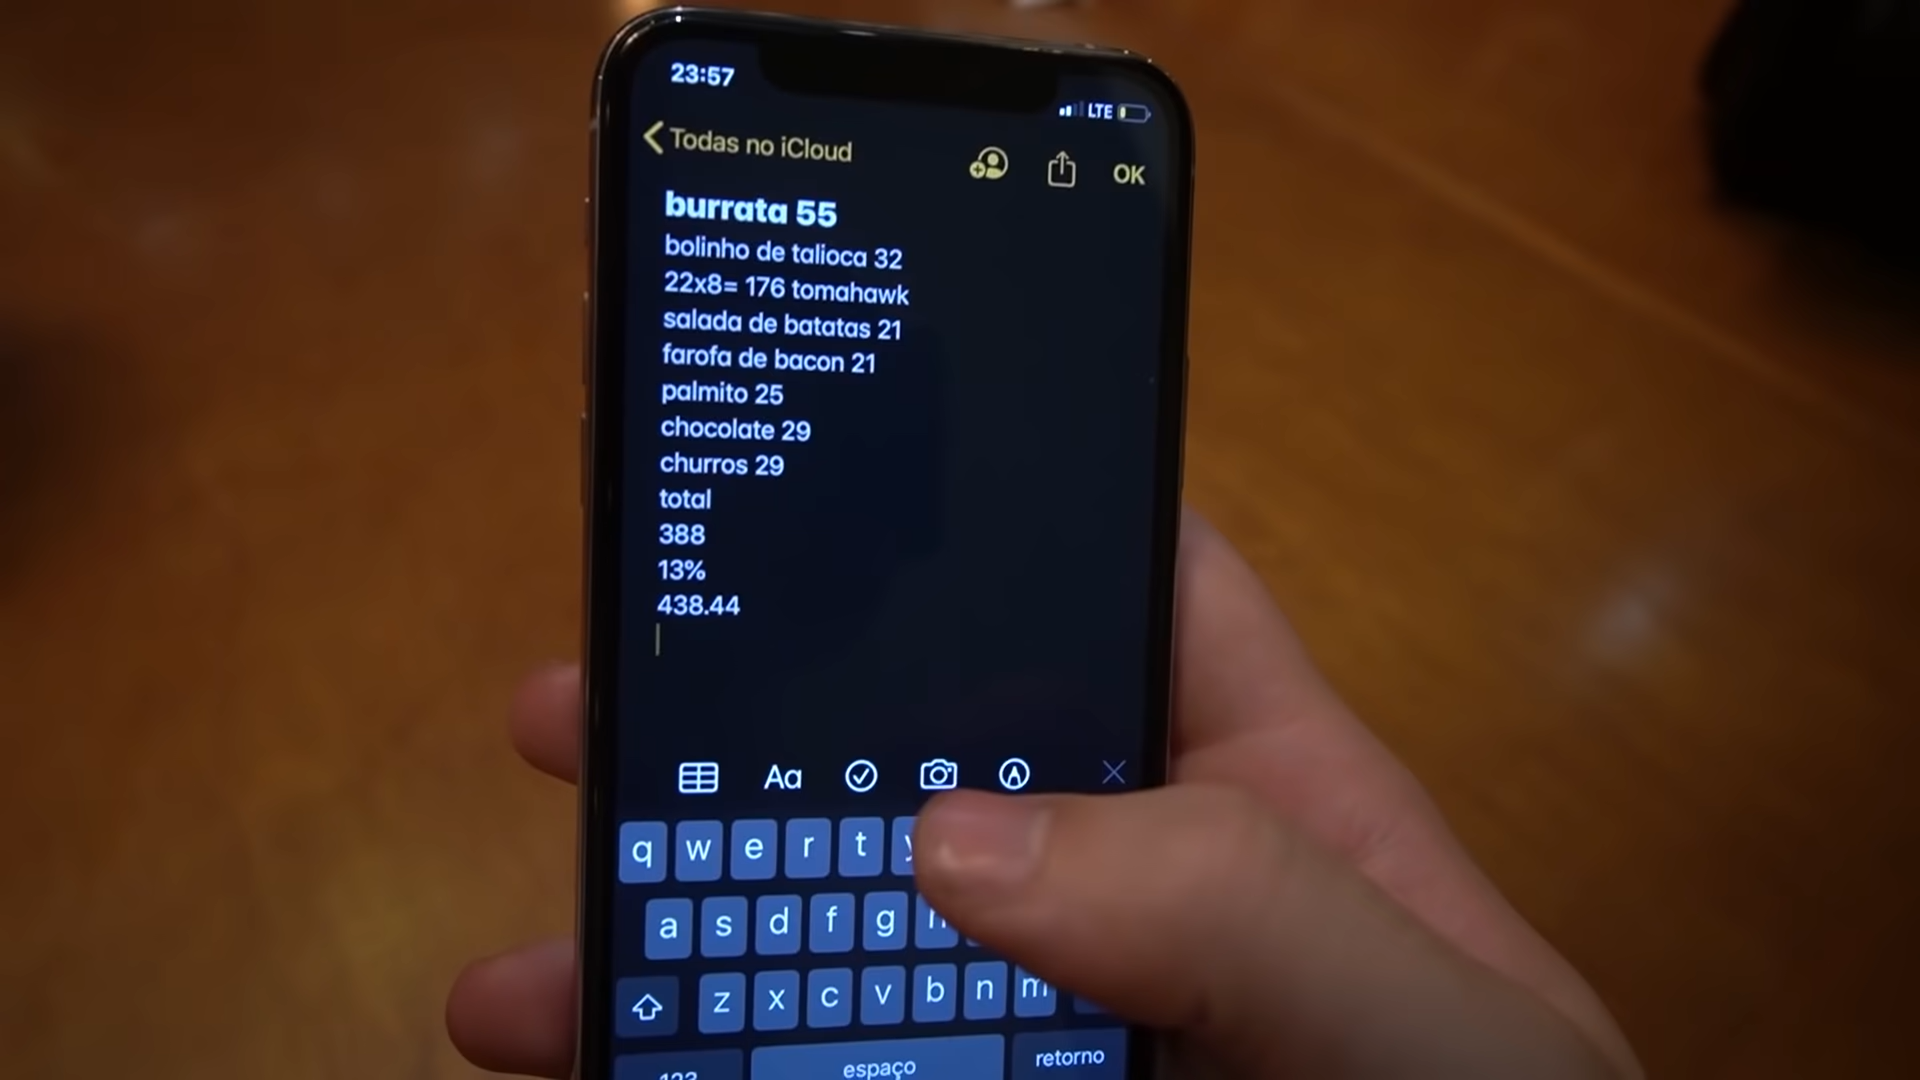 23:57
LTE
Todas no iCloud
OK
burrata 55
bolinho de talioca 32
22x8= 176 tomahawk
salada de batatas 21
farofa de bacon 21
palmito 25
chocolate 29
churros 29
total
388
13%
438.44
Aa
q w e r t y
a s d f g h
z x c v b n m
123 espaço retorno